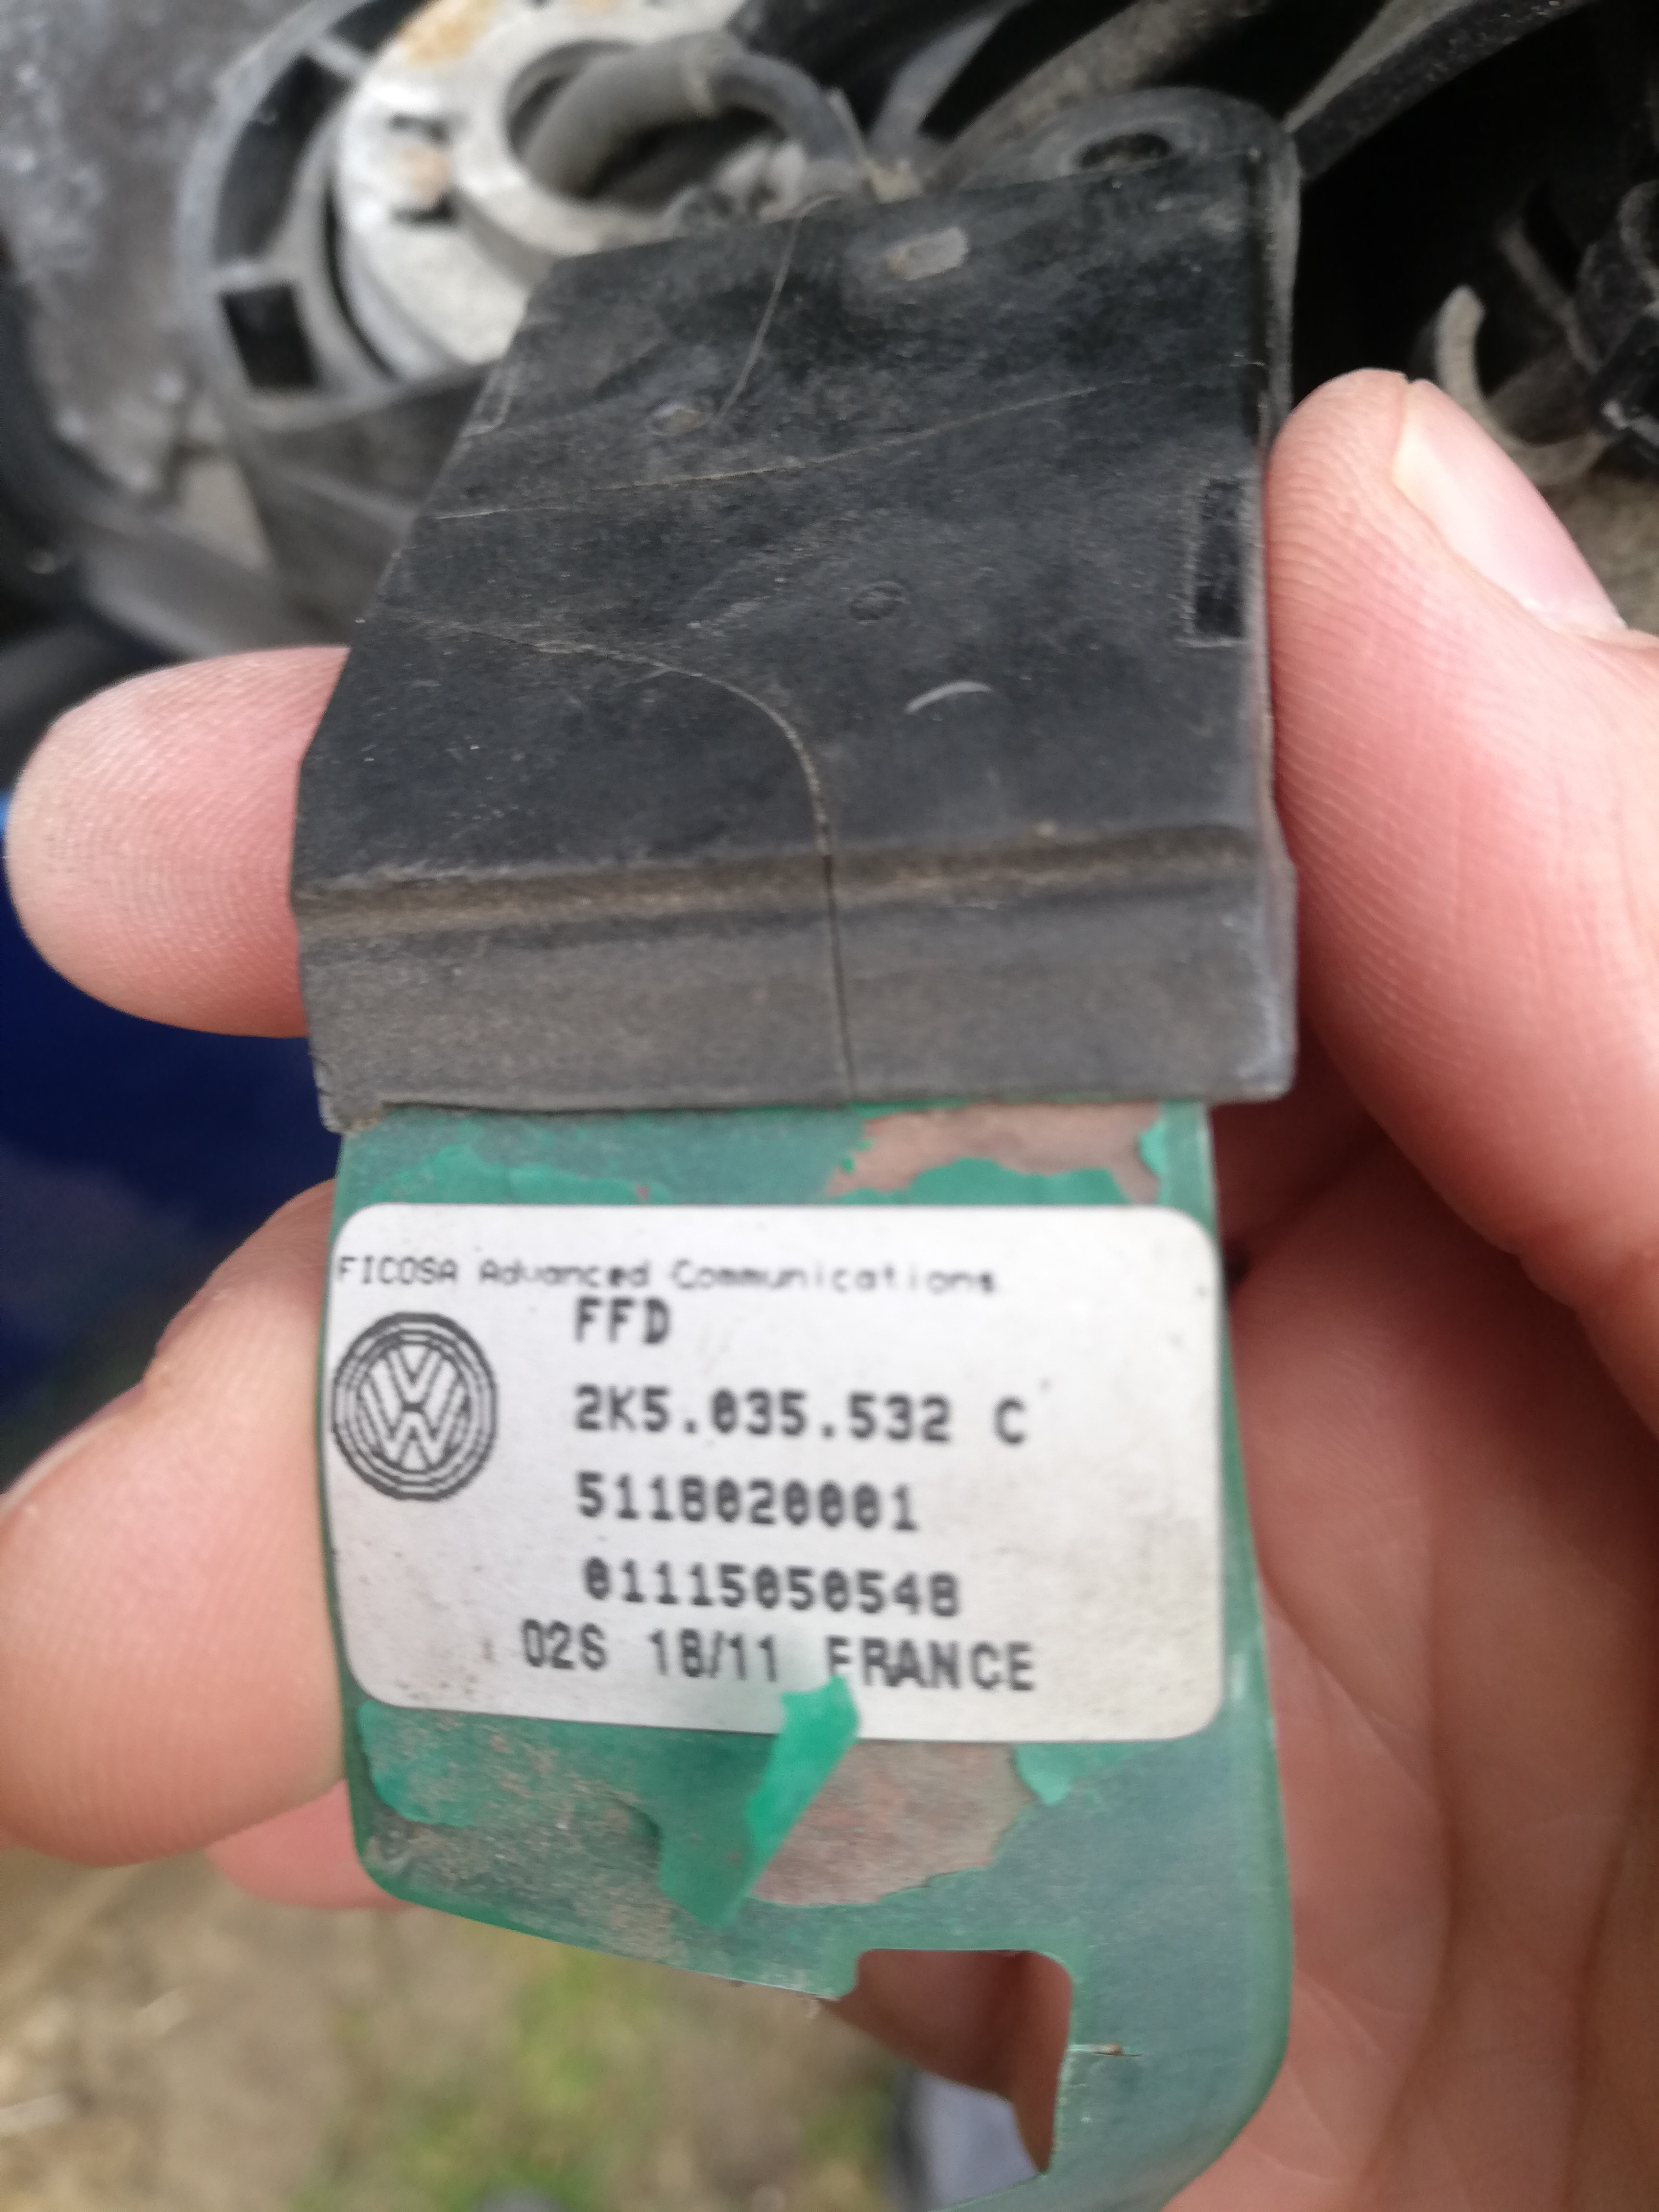 FICOSA Advanced Communications
FFD
2K5.035.532 C
5118020001
01115050548
02S 18/11 FRANCE